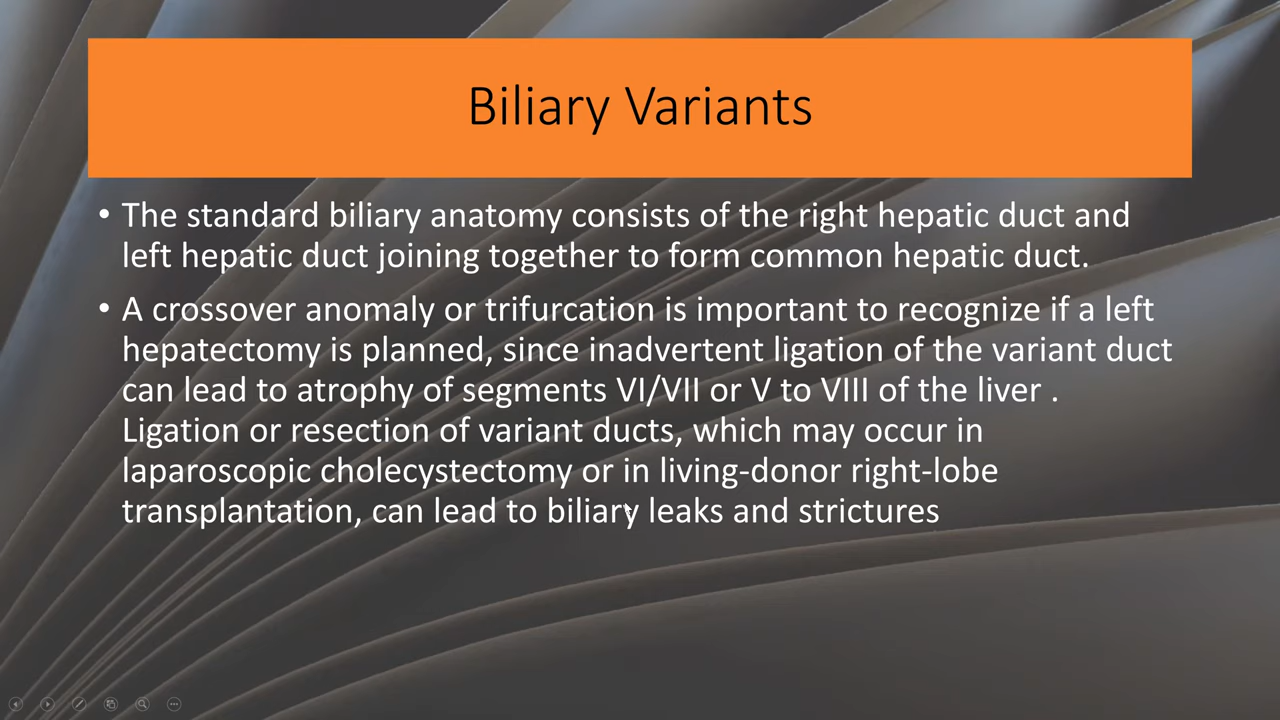 Biliary Variants
• The standard biliary anatomy consists of the right hepatic duct and
left hepatic duct joining together to form common hepatic duct.
• A crossover anomaly or trifurcation is important to recognize if a left
hepatectomy is planned, since inadvertent ligation of the variant duct
can lead to atrophy of segments VI/VII or V to VIII of the liver .
Ligation or resection of variant ducts, which may occur in
laparoscopic cholecystectomy or in living-donor right-lobe
transplantation, can lead to biliary leaks and strictures